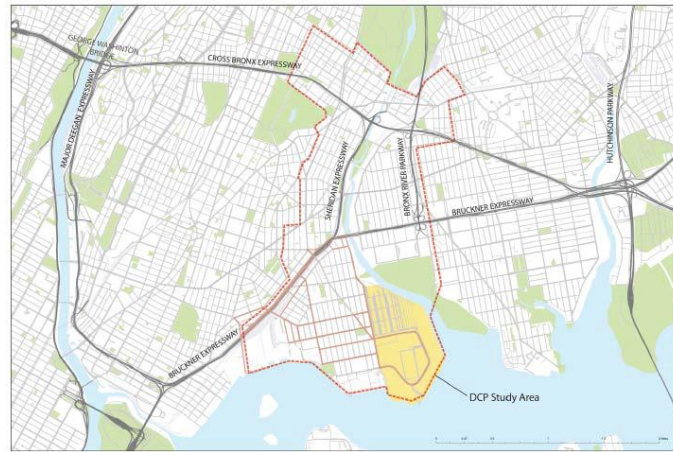 GEORGE WASHINTON
BRIDGE
CROSS BRONX EXPRESSWAY
MAJOR DEEGAN EXPRESSWAY
SHERIDAN EXPRESSWAY
BRONX RIVER PARKWAY
HUTCHINSON PARKWAY
BRUCKNER EXPRESSWAY
BRUCKNER EXPRESSWAY
DCP Study Area